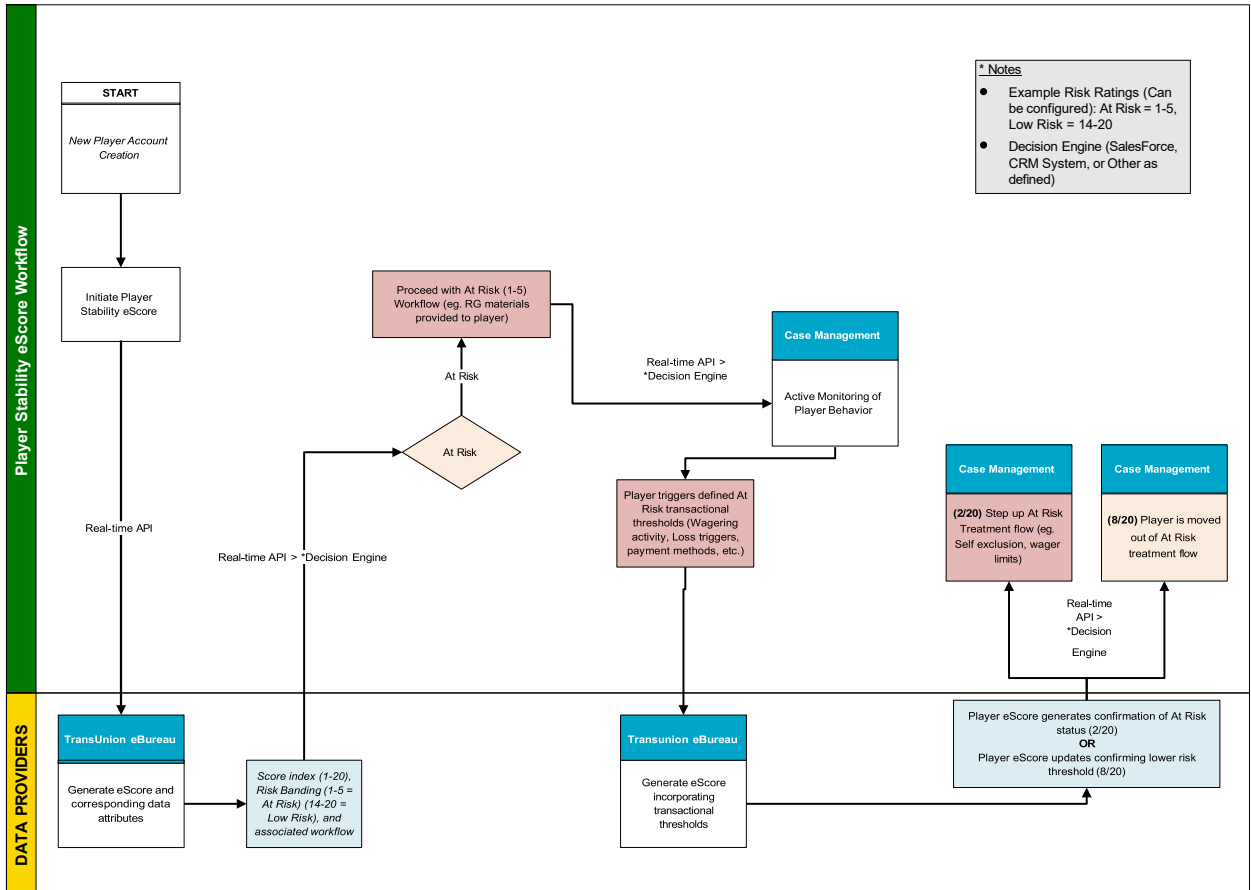 Player Stability eScore Workflow
START
New Player Account
Creation
Initiate Player
Stability eScore
Real-time API
* Notes
● Example Risk Ratings (Can
be configured): At Risk = 1-5,
Low Risk = 14-20
● Decision Engine (SalesForce,
CRM System, or Other as
defined)
Proceed with At Risk (1-5)
Workflow (eg. RG materials
provided to player)
At Risk
At Risk
Real-time API > *Decision Engine
Real-time API >
*Decision Engine
Case Management
Active Monitoring of
Player Behavior
Player triggers defined At
Risk transactional
thresholds (Wagering
activity, Loss triggers,
payment methods, etc.)
Case Management
(2/20) Step up At Risk
Treatment flow (eg.
Self exclusion, wager
limits)
Case Management
(8/20) Player is moved
out of At Risk
treatment flow
Real-time
API >
*Decision
Engine
DATA PROVIDERS
TransUnion eBureau
Generate eScore and
corresponding data
attributes
Score index (1-20),
Risk Banding (1-5 =
At Risk) (14-20 =
Low Risk), and
associated workflow
Transunion eBureau
Generate eScore
incorporating
transactional
thresholds
Player eScore generates confirmation of At Risk
status (2/20)
OR
Player eScore updates confirming lower risk
threshold (8/20)